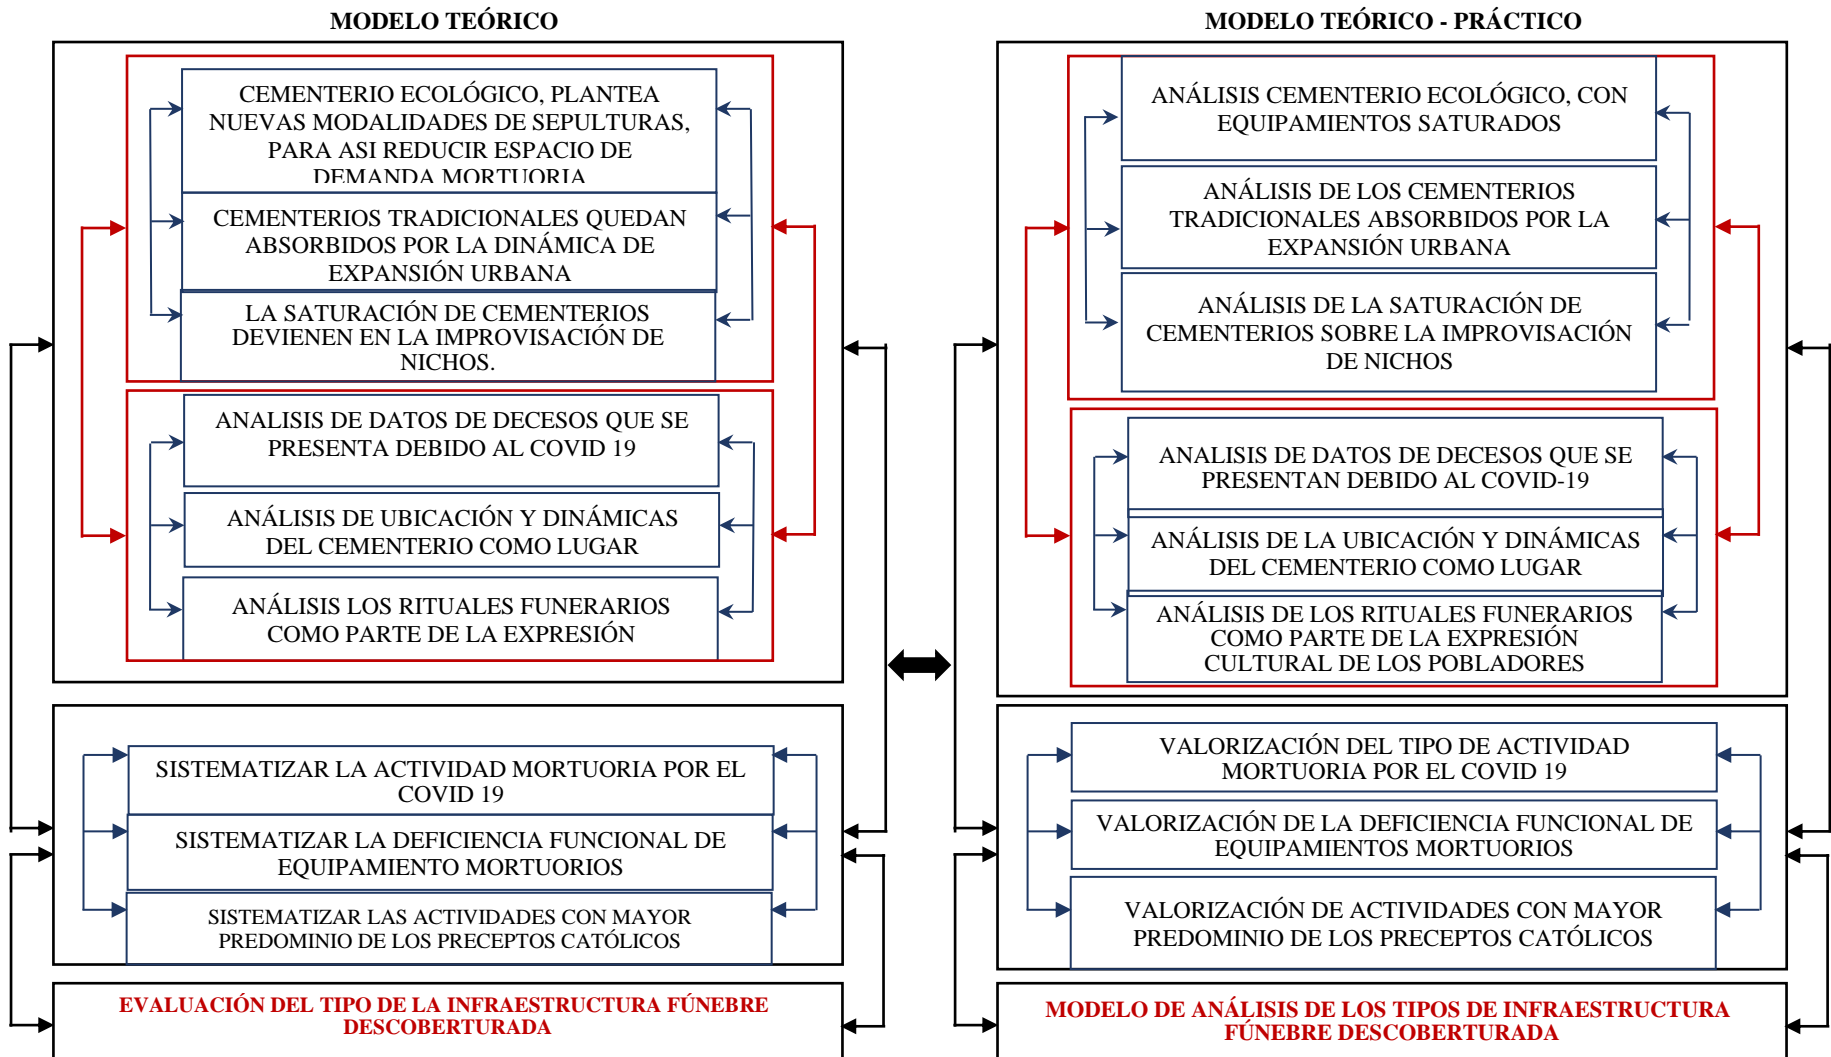 MODELO TEÓRICO
CEMENTERIO ECOLÓGICO, PLANTEA
NUEVAS MODALIDADES DE SEPULTURAS,
PARA ASI REDUCIR ESPACIO DE
DEMANDA MORTUORIA
CEMENTERIOS TRADICIONALES QUEDAN
ABSORBIDOS POR LA DINÁMICA DE
EXPANSIÓN URBANA
LA SATURACIÓN DE CEMENTERIOS
DEVIENEN EN LA IMPROVISACIÓN DE
NICHOS.
ANALISIS DE DATOS DE DECESOS QUE SE
PRESENTA DEBIDO AL COVID 19
ANÁLISIS DE UBICACIÓN Y DINÁMICAS
DEL CEMENTERIO COMO LUGAR
ANÁLISIS LOS RITUALES FUNERARIOS
COMO PARTE DE LA EXPRESIÓN
SISTEMATIZAR LA ACTIVIDAD MORTUORIA POR EL
COVID 19
SISTEMATIZAR LA DEFICIENCIA FUNCIONAL DE
EQUIPAMIENTO MORTUORIOS
SISTEMATIZAR LAS ACTIVIDADES CON MAYOR
PREDOMINIO DE LOS PRECEPTOS CATÓLICOS
EVALUACIÓN DEL TIPO DE LA INFRAESTRUCTURA FÚNEBRE
DESCOBERTURADA
MODELO TEÓRICO - PRÁCTICO
ANÁLISIS CEMENTERIO ECOLÓGICO, CON
EQUIPAMIENTOS SATURADOS
ANÁLISIS DE LOS CEMENTERIOS
TRADICIONALES ABSORBIDOS POR LA
EXPANSIÓN URBANA
ANÁLISIS DE LA SATURACIÓN DE
CEMENTERIOS SOBRE LA IMPROVISACIÓN
DE NICHOS
ANALISIS DE DATOS DE DECESOS QUE SE
PRESENTAN DEBIDO AL COVID-19
ANÁLISIS DE LA UBICACIÓN Y DINÁMICAS
DEL CEMENTERIO COMO LUGAR
ANÁLISIS DE LOS RITUALES FUNERARIOS
COMO PARTE DE LA EXPRESIÓN
CULTURAL DE LOS POBLADORES
VALORIZACIÓN DEL TIPO DE ACTIVIDAD
MORTUORIA POR EL COVID 19
VALORIZACIÓN DE LA DEFICIENCIA FUNCIONAL DE
EQUIPAMIENTOS MORTUORIOS
VALORIZACIÓN DE ACTIVIDADES CON MAYOR
PREDOMINIO DE LOS PRECEPTOS CATÓLICOS
MODELO DE ANÁLISIS DE LOS TIPOS DE INFRAESTRUCTURA
FÚNEBRE DESCOBERTURADA